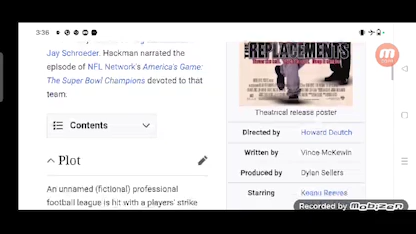 3:36
Jay Schroeder. Hackman narrated the
episode of NFL Network's America's Game:
The Super Bowl Champions devoted to that
team.
Contents
Plot
An unnamed (fictional) professional
football league is hit with a players' strike
THE REPLACEMENTS
Theatrical release poster
Directed by Howard Deutch
Written by Vince McKewin
Produced by Dylan Sellers
Starring Keanu Reeves
Recorded by Mobizen